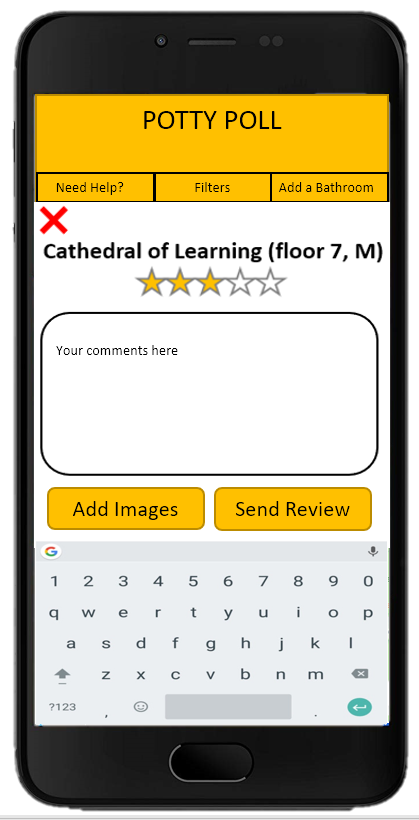 POTTY POLL
Need Help? Filters Add a Bathroom
Cathedral of Learning (floor 7, M)
Your comments here
Add Images Send Review
G
1 2 3 4 5 6 7 8 9 0
q w e r t y u i o p
a s d f g h j k l
z x c v b n m
?123 , .